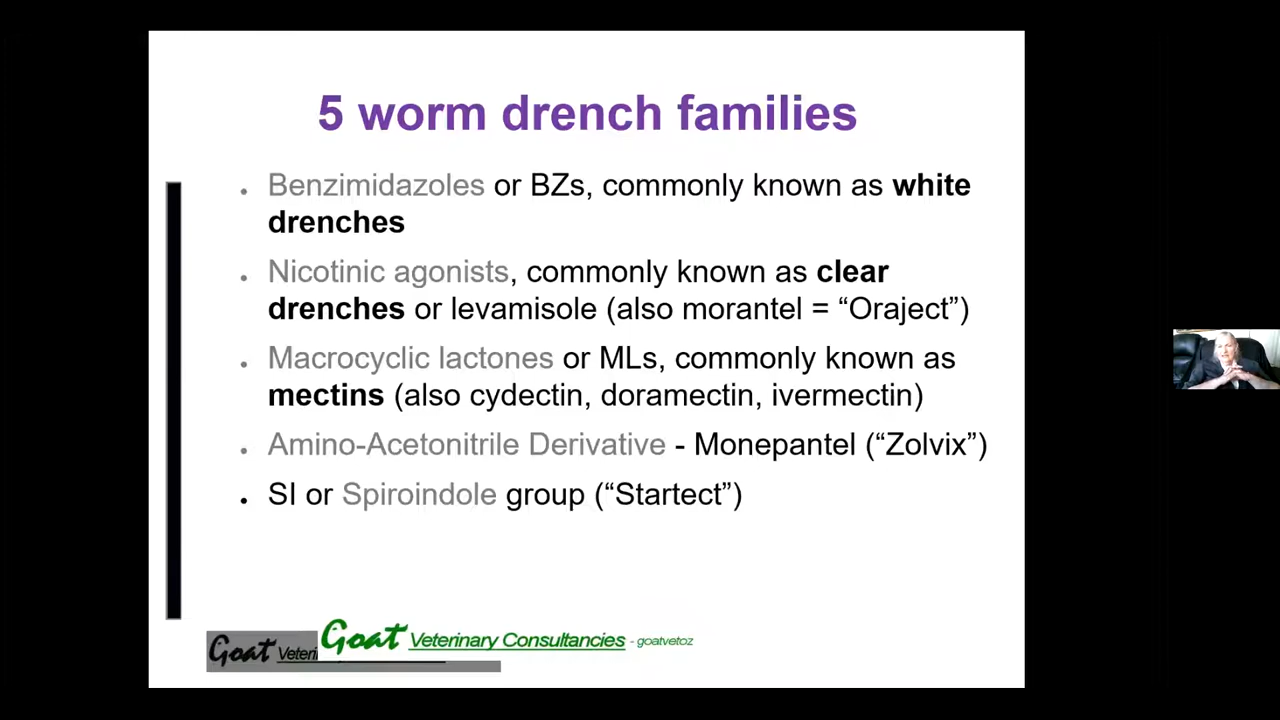 5 worm drench families
Benzimidazoles or BZs, commonly known as white
drenches
Nicotinic agonists, commonly known as clear
drenches or levamisole (also morantel = “Oraject”)
Macrocyclic lactones or MLs, commonly known as
mectins (also cydectin, doramectin, ivermectin)
Amino-Acetonitrile Derivative - Monepantel (“Zolvix”)
SI or Spiroindole group (“Startect”)
Goat Veterinary Consultancies - goatvetoz
Goat